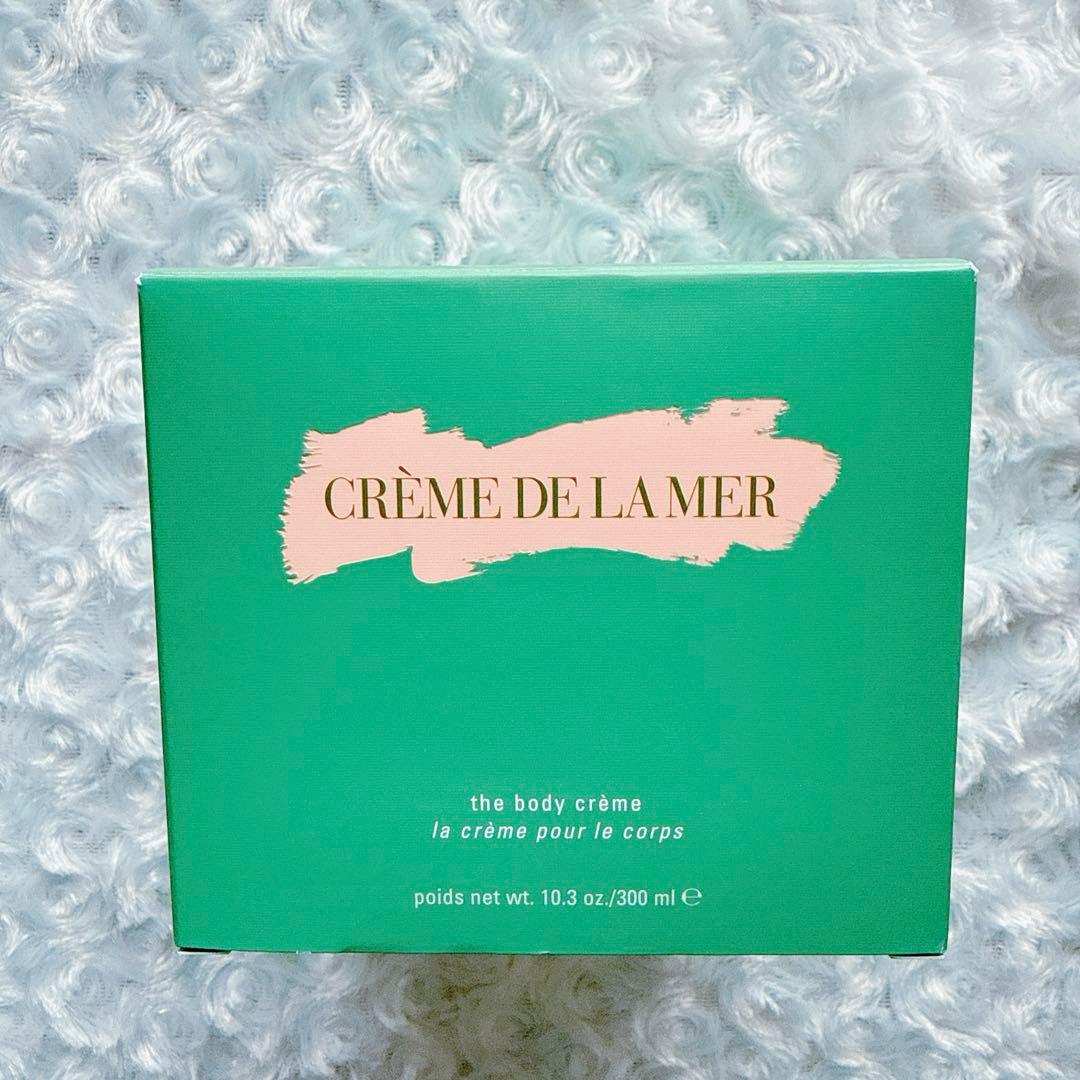 CRÈME DE LA MER
the body crème
la crème pour le corps
poids net wt. 10.3 oz./300 ml ℮